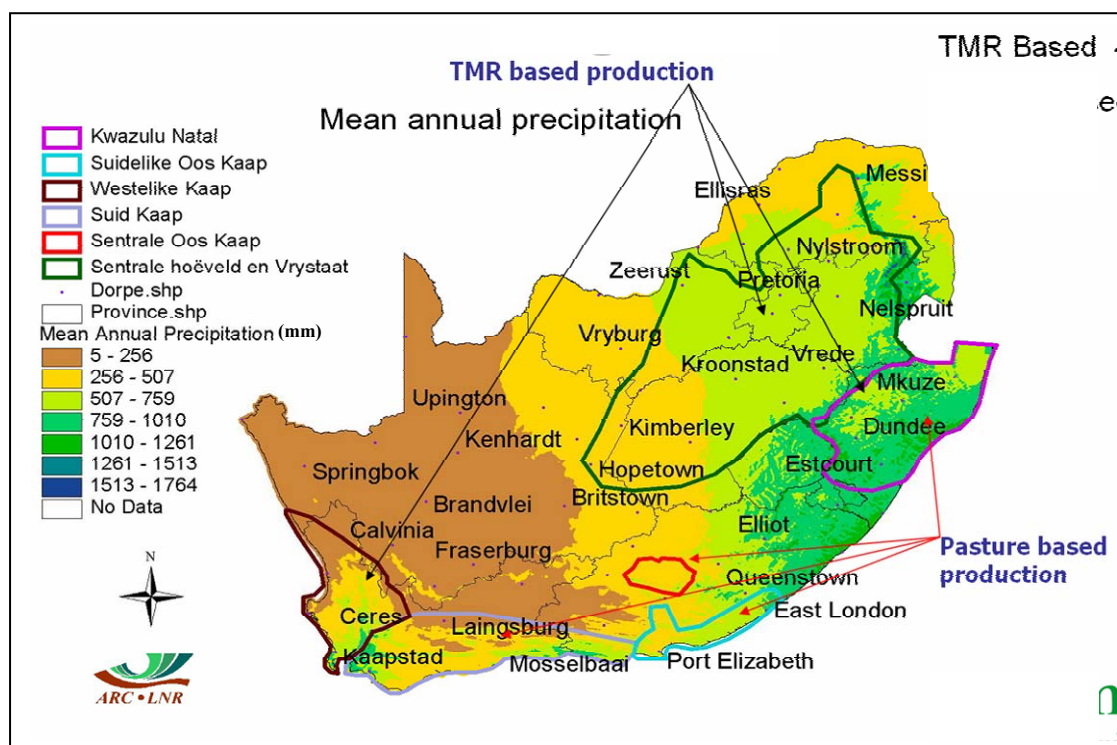 TMR Based
TMR based production
Mean annual precipitation
Kwazulu Natal
Suidelike Oos Kaap
Westelike Kaap
Suid Kaap
Sentrale Oos Kaap
Sentrale hoëveld en Vrystaat
Dorpe.shp
Province.shp
Mean Annual Precipitation (mm)
5 - 256
256 - 507
507 - 759
759 - 1010
1010 - 1261
1261 - 1513
1513 - 1764
No Data
Messi
Ellisras
Nylstroom
Zeerust
Pretoria
Nelspruit
Vryburg
Kroonstad
Vrede
Mkuze
Upington
Kimberley
Dundee
Kenhardt
Springbok
Hopetown
Estcourt
Britstown
Brandvlei
Elliot
Calvinia
Fraserburg
Pasture based
production
Queenstown
East London
Ceres
Laingsburg
Kaapstad
Mosselbaai
Port Elizabeth
N
ARC • LNR